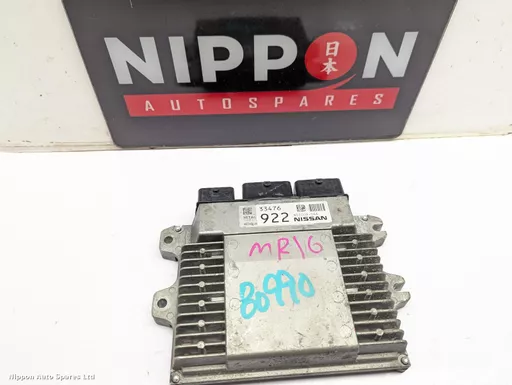 NIPPON
日本
AUTOSPARES
33476
922
NISSAN
MR16
80990
Nippon Auto Spares Ltd